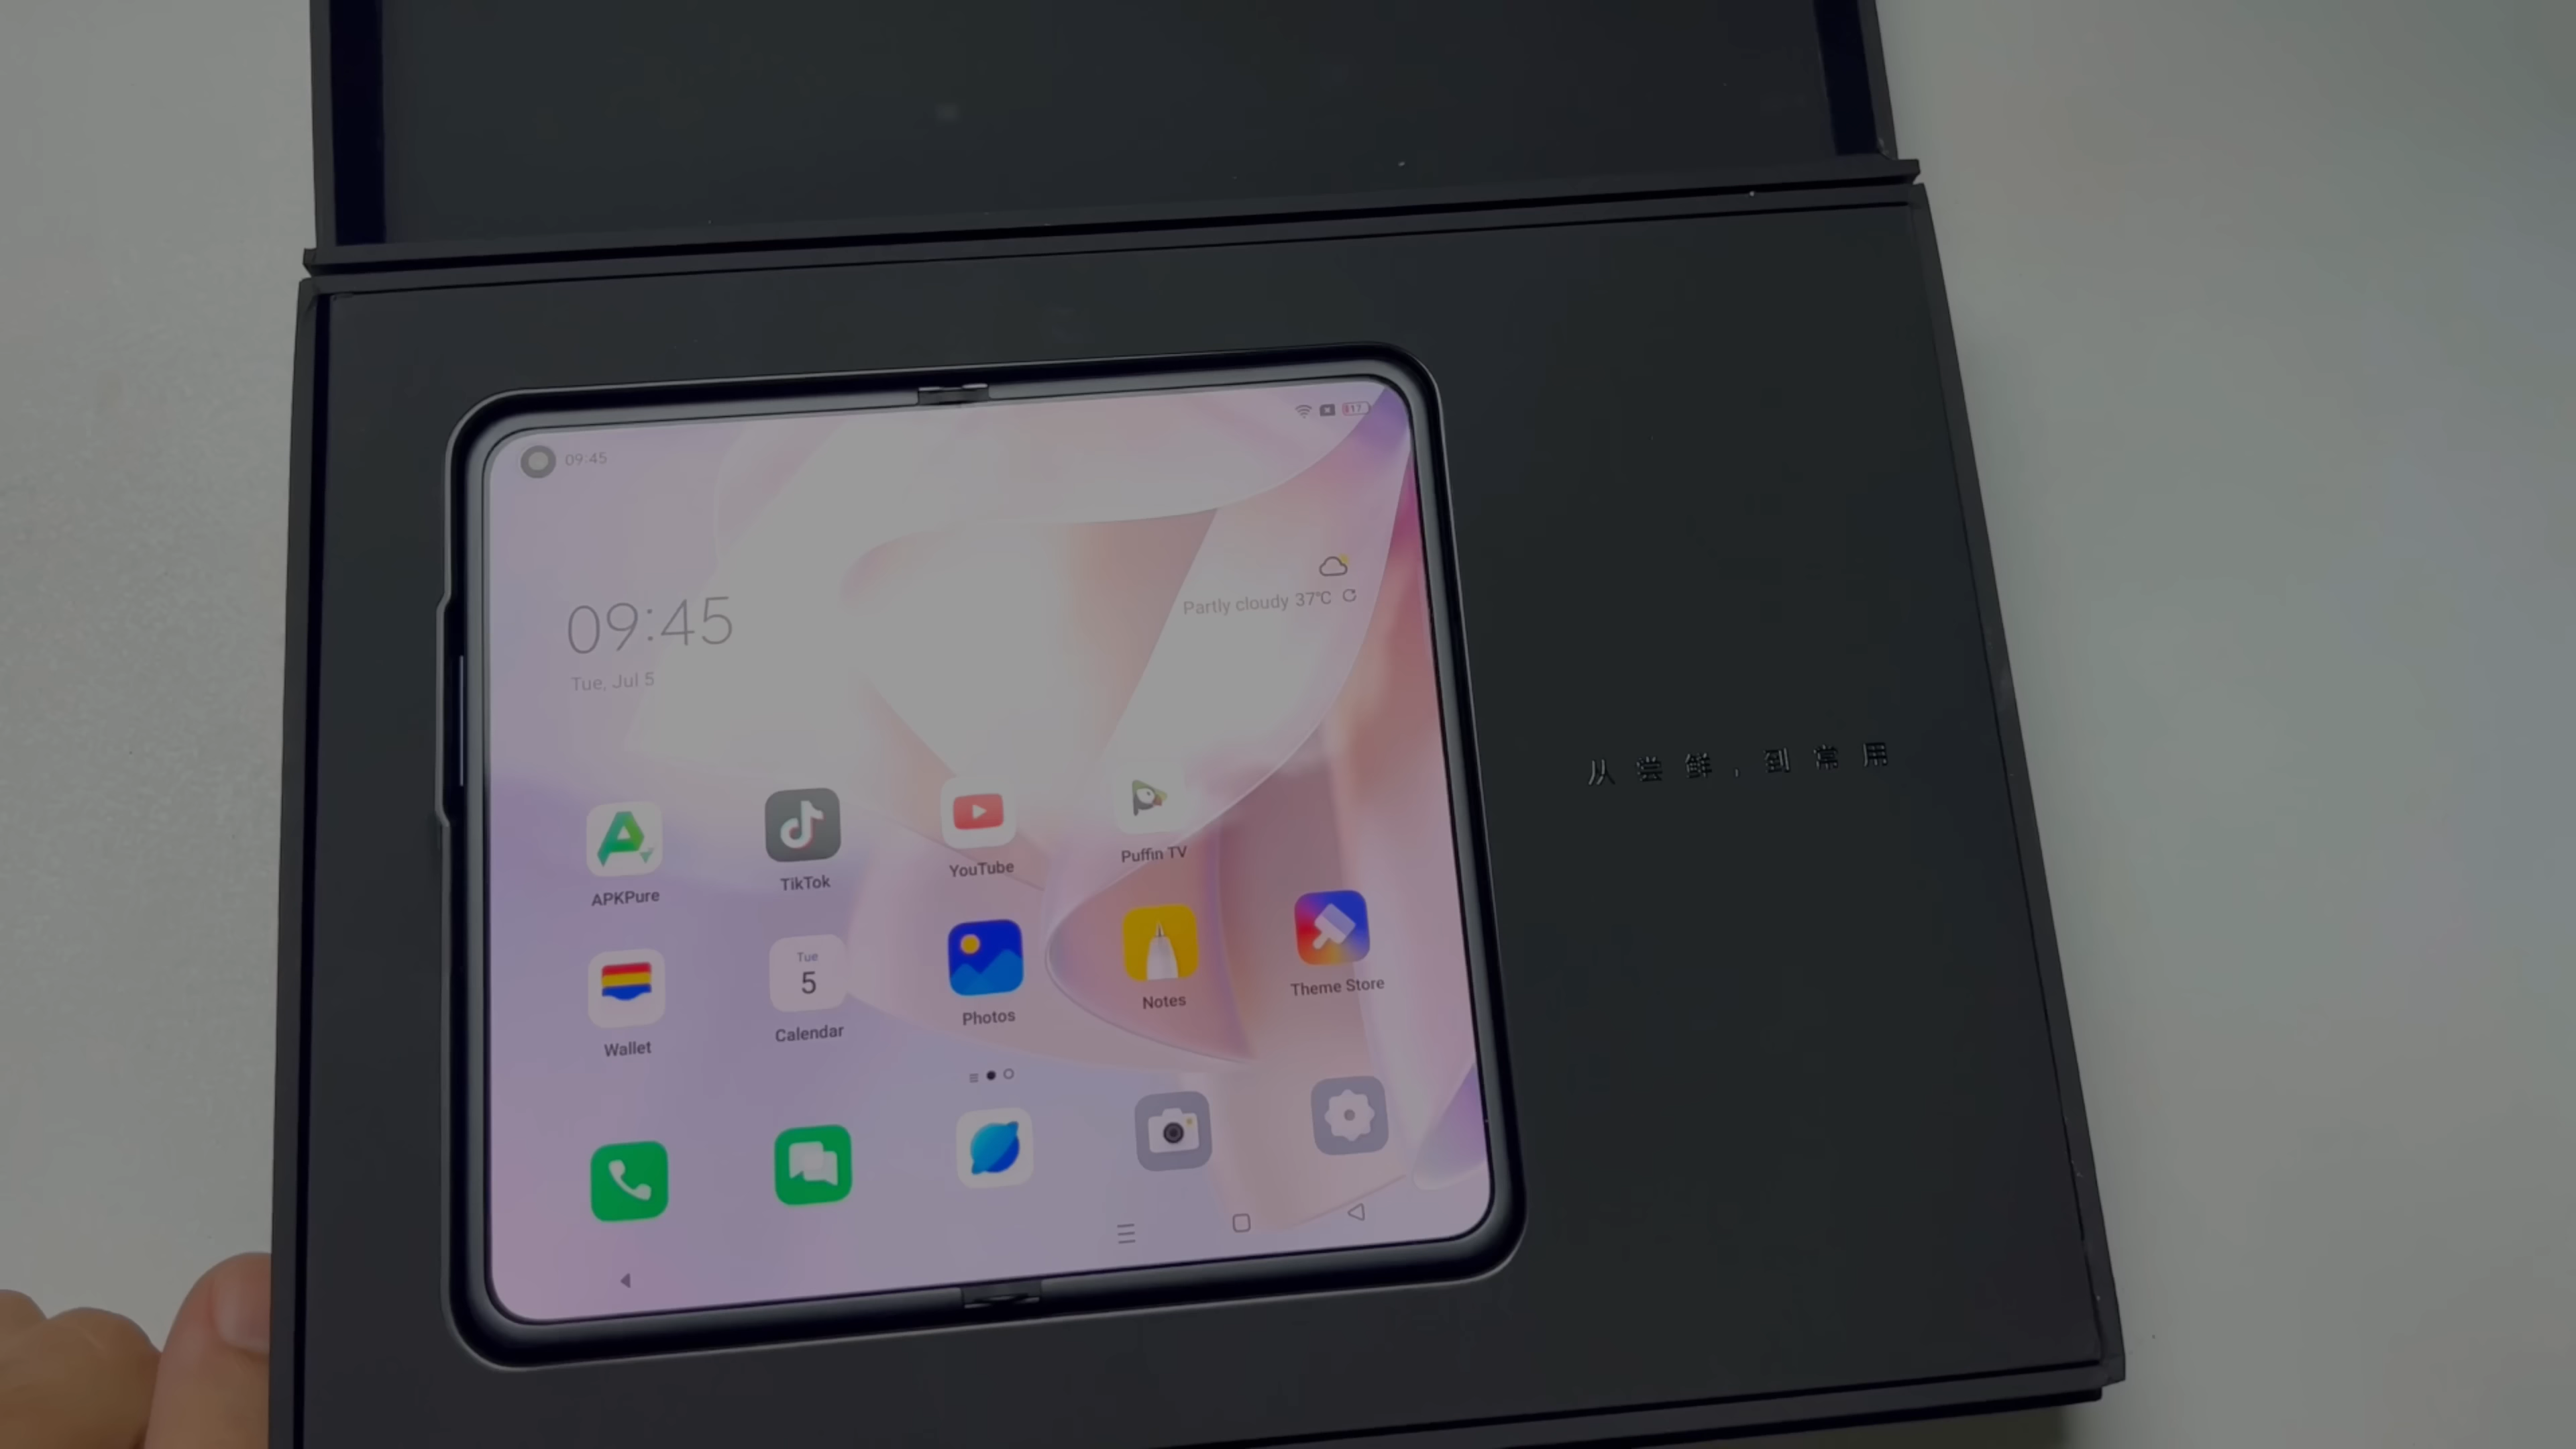 09:45
17
09:45
Tue, Jul 5
Partly cloudy 37°C
APKPure
TikTok
YouTube
Puffin TV
Wallet
Tue
5
Calendar
Photos
Notes
Theme Store
从尝鲜,到常用